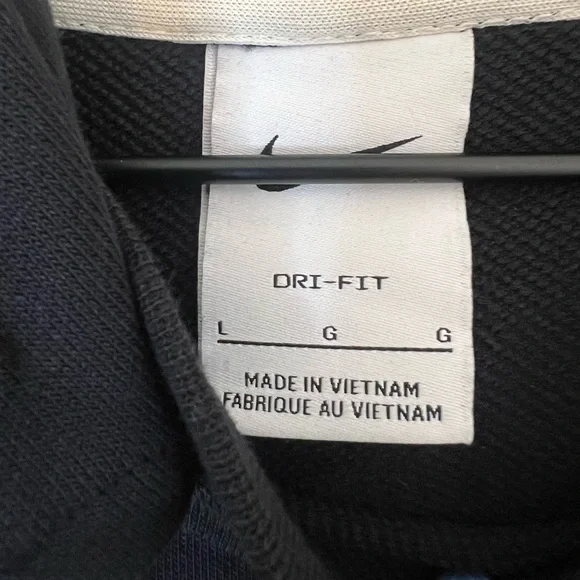 DRI-FIT
L G G
MADE IN VIETNAM
FABRIQUE AU VIETNAM